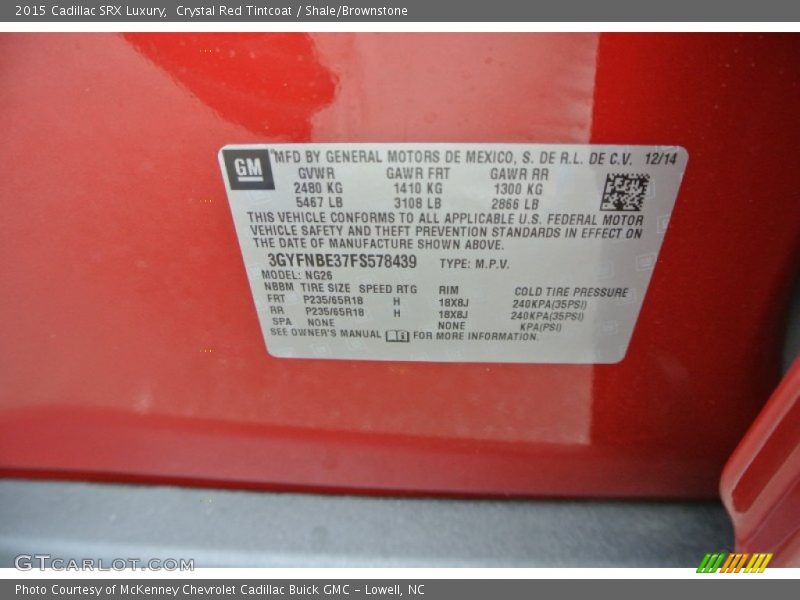 2015 Cadillac SRX Luxury,  Crystal Red Tintcoat / Shale/Brownstone
GM
MFD BY GENERAL MOTORS DE MEXICO, S. DE R.L. DE C.V. 12/14
GVWR GAWR FRT GAWR RR
2480 KG 1410 KG 1300 KG
5467 LB 3108 LB 2866 LB
THIS VEHICLE CONFORMS TO ALL APPLICABLE U.S. FEDERAL MOTOR
VEHICLE SAFETY AND THEFT PREVENTION STANDARDS IN EFFECT ON
THE DATE OF MANUFACTURE SHOWN ABOVE.
3GYFNBE37FS578439 TYPE: M.P.V.
MODEL: NG26
NBBM TIRE SIZE SPEED RTG RIM COLD TIRE PRESSURE
FRT P235/65R18 H 18X8J 240KPA(35PSI)
RR P235/65R18 H 18X8J 240KPA(35PSI)
SPA NONE NONE KPA(PSI)
SEE OWNER'S MANUAL FOR MORE INFORMATION.
GTCarLot.com
Photo Courtesy of McKenney Chevrolet Cadillac Buick GMC – Lowell, NC